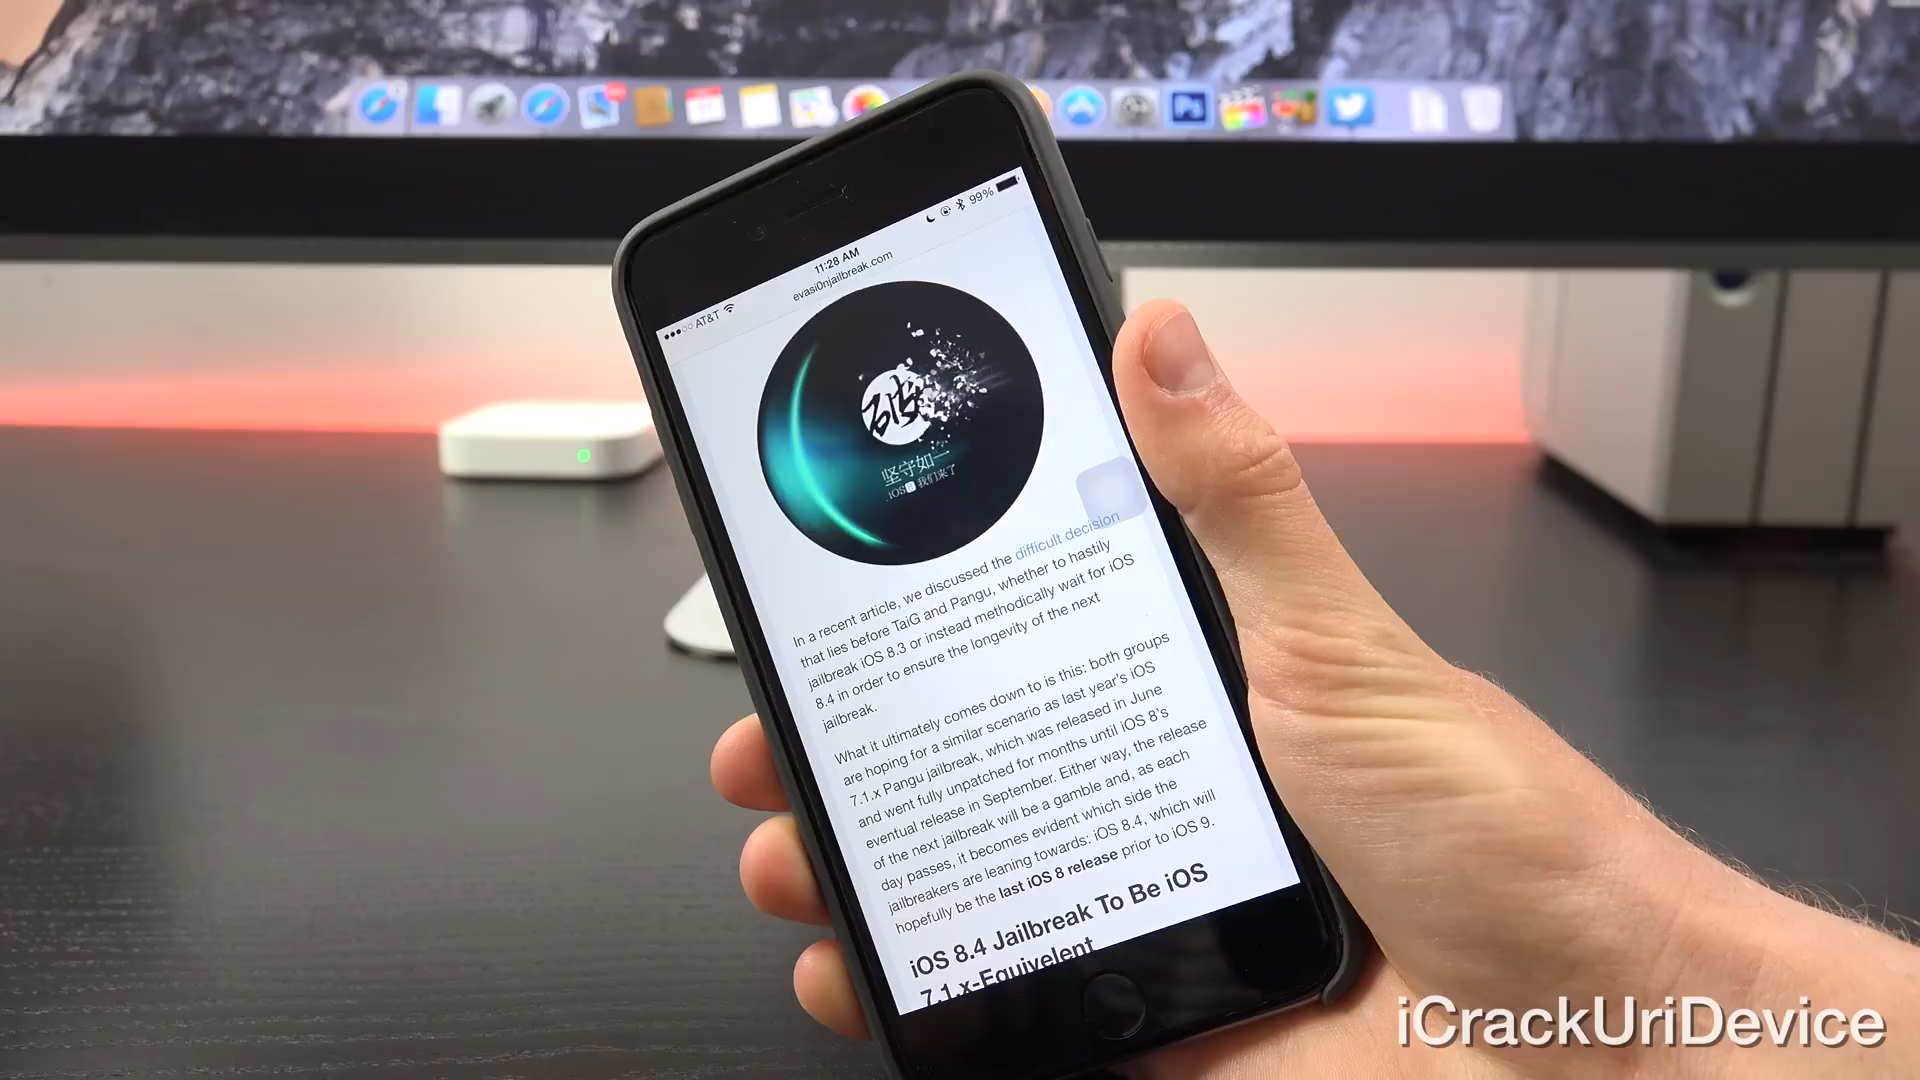 Ps
AT&T
11:28 AM
99%
evasi0njailbreak.com
破
坚守如一
iOS8 我们来了
In a recent article, we discussed the difficult decision
that lies before TaiG and Pangu, whether to hastily
jailbreak iOS 8.3 or instead methodically wait for iOS
8.4 in order to ensure the longevity of the next
jailbreak.
What it ultimately comes down to is this: both groups
are hoping for a similar scenario as last year's iOS
7.1.x Pangu jailbreak, which was released in June
and went fully unpatched for months until iOS 8's
eventual release in September. Either way, the release
of the next jailbreak will be a gamble and, as each
day passes, it becomes evident which side the
jailbreakers are leaning towards: iOS 8.4, which will
hopefully be the last iOS 8 release prior to iOS 9.
iOS 8.4 Jailbreak To Be iOS
7.1.x-Equivelent
iCrackUriDevice